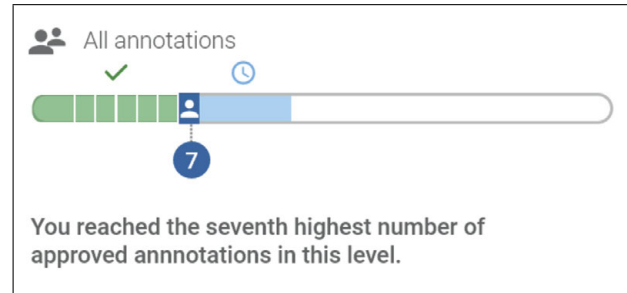 All annotations
7
You reached the seventh highest number of
approved annnotations in this level.